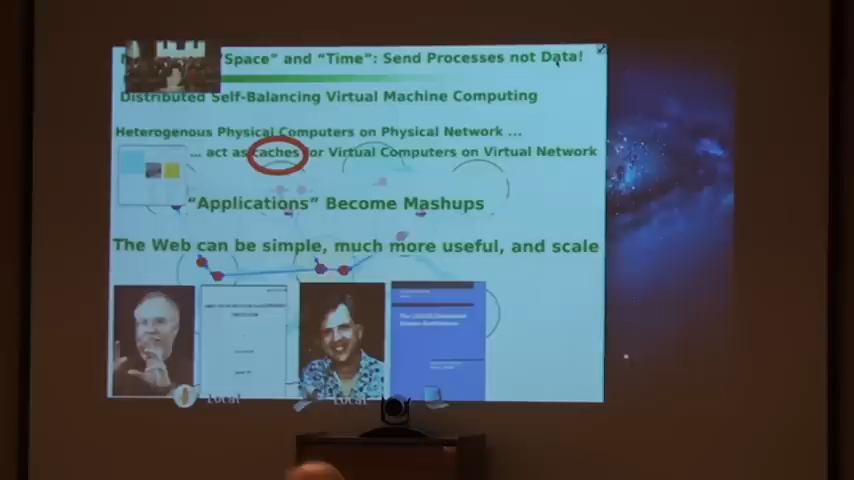 "Space" and "Time": Send Processes not Data!
Distributed Self-Balancing Virtual Machine Computing
Heterogenous Physical Computers on Physical Network ...
... act as caches for Virtual Computers on Virtual Network
"Applications" Become Mashups
The Web can be simple, much more useful, and scale
Local
Local